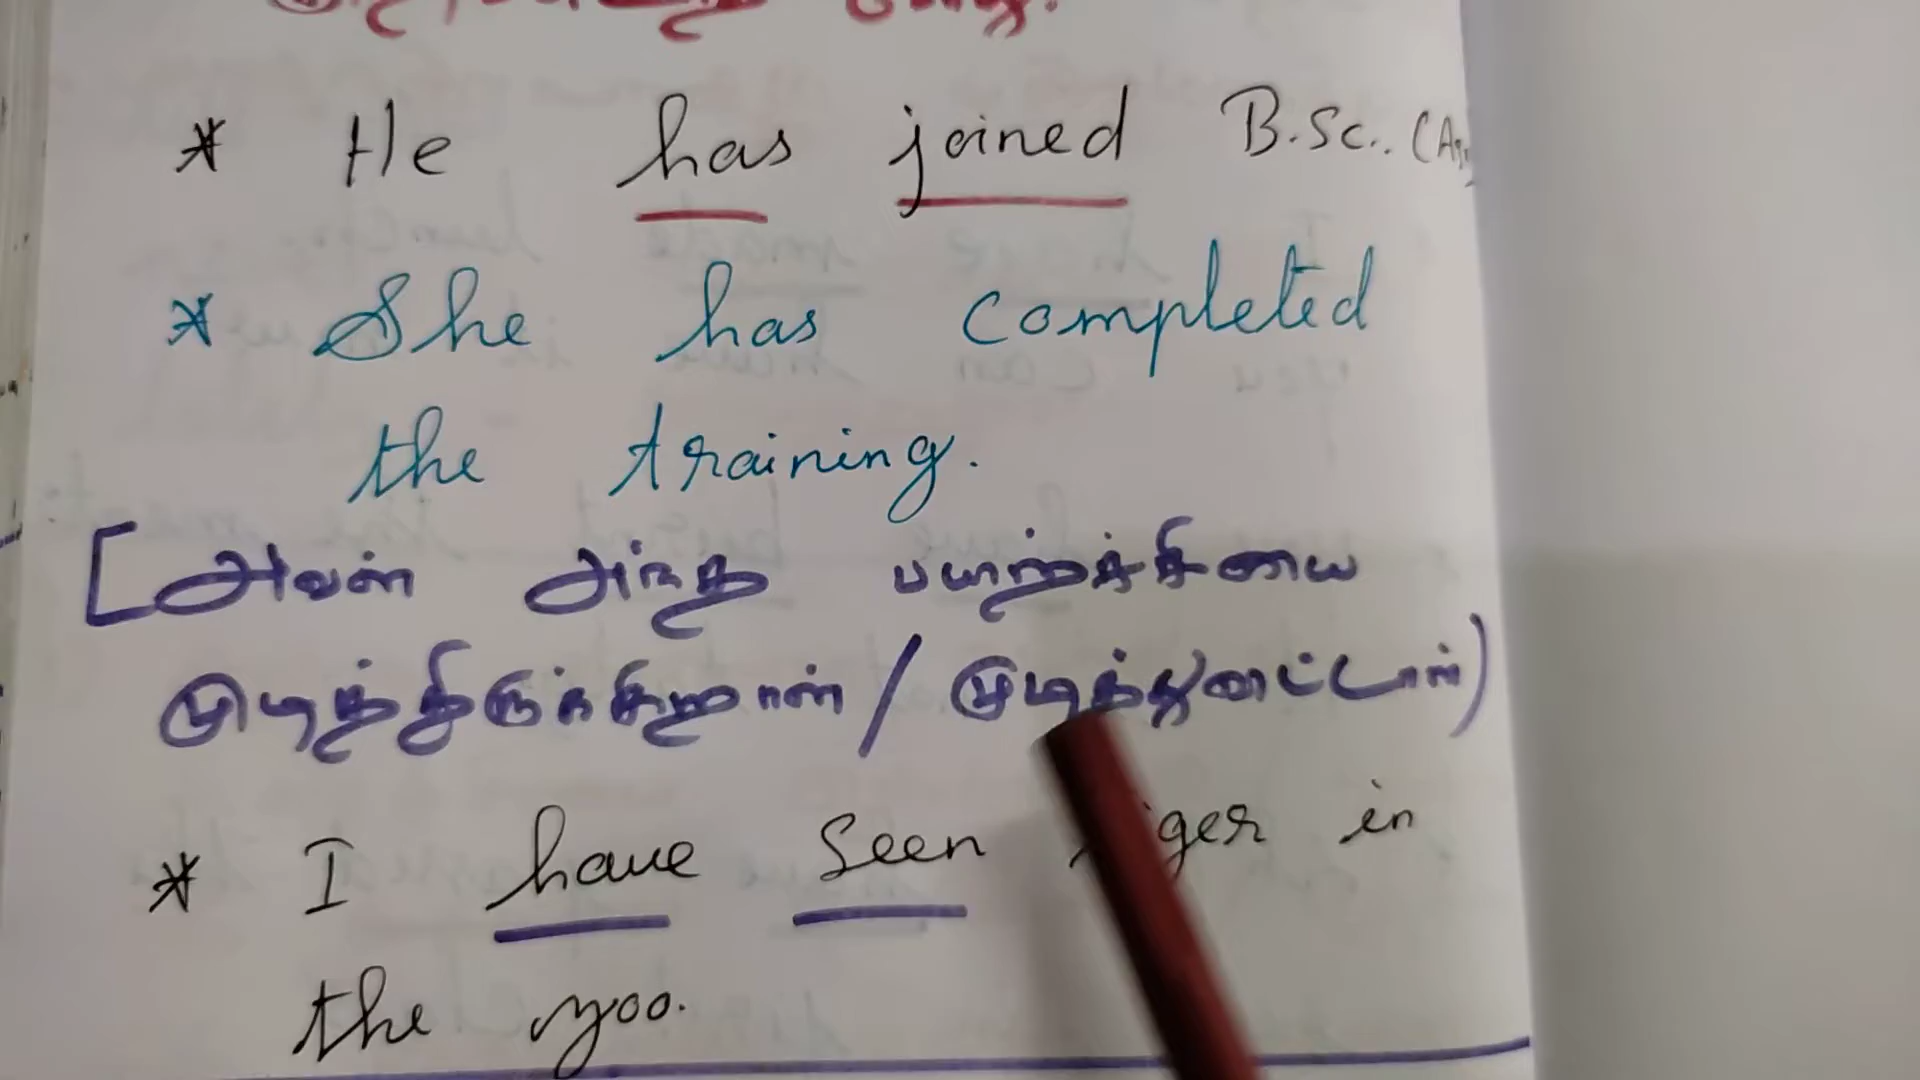 * He has joined B.Sc.. (A
* She has completed
the training.
[அவள் அந்த பயிற்சியை
முடித்திருக்கிறாள் / முடித்துவிட்டாள்)
* I have seen in
the zoo.